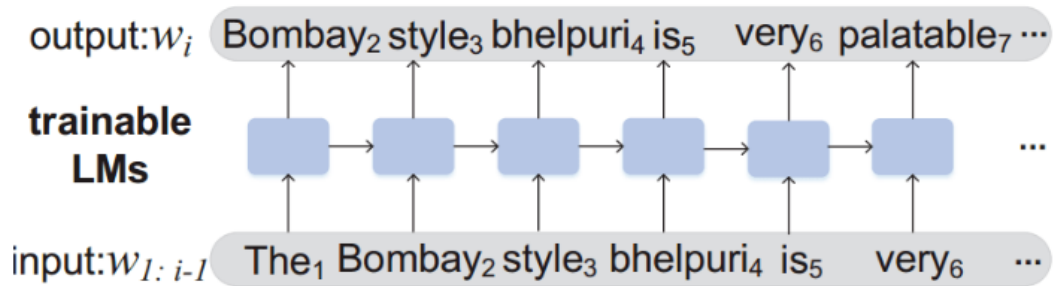 output:wᵢ Bombay₂ style₃ bhelpuri₄ is₅ very₆ palatable₇ ...
trainable
LMs ...
input:w₁: ᵢ₋₁ The₁ Bombay₂ style₃ bhelpuri₄ is₅ very₆ ...